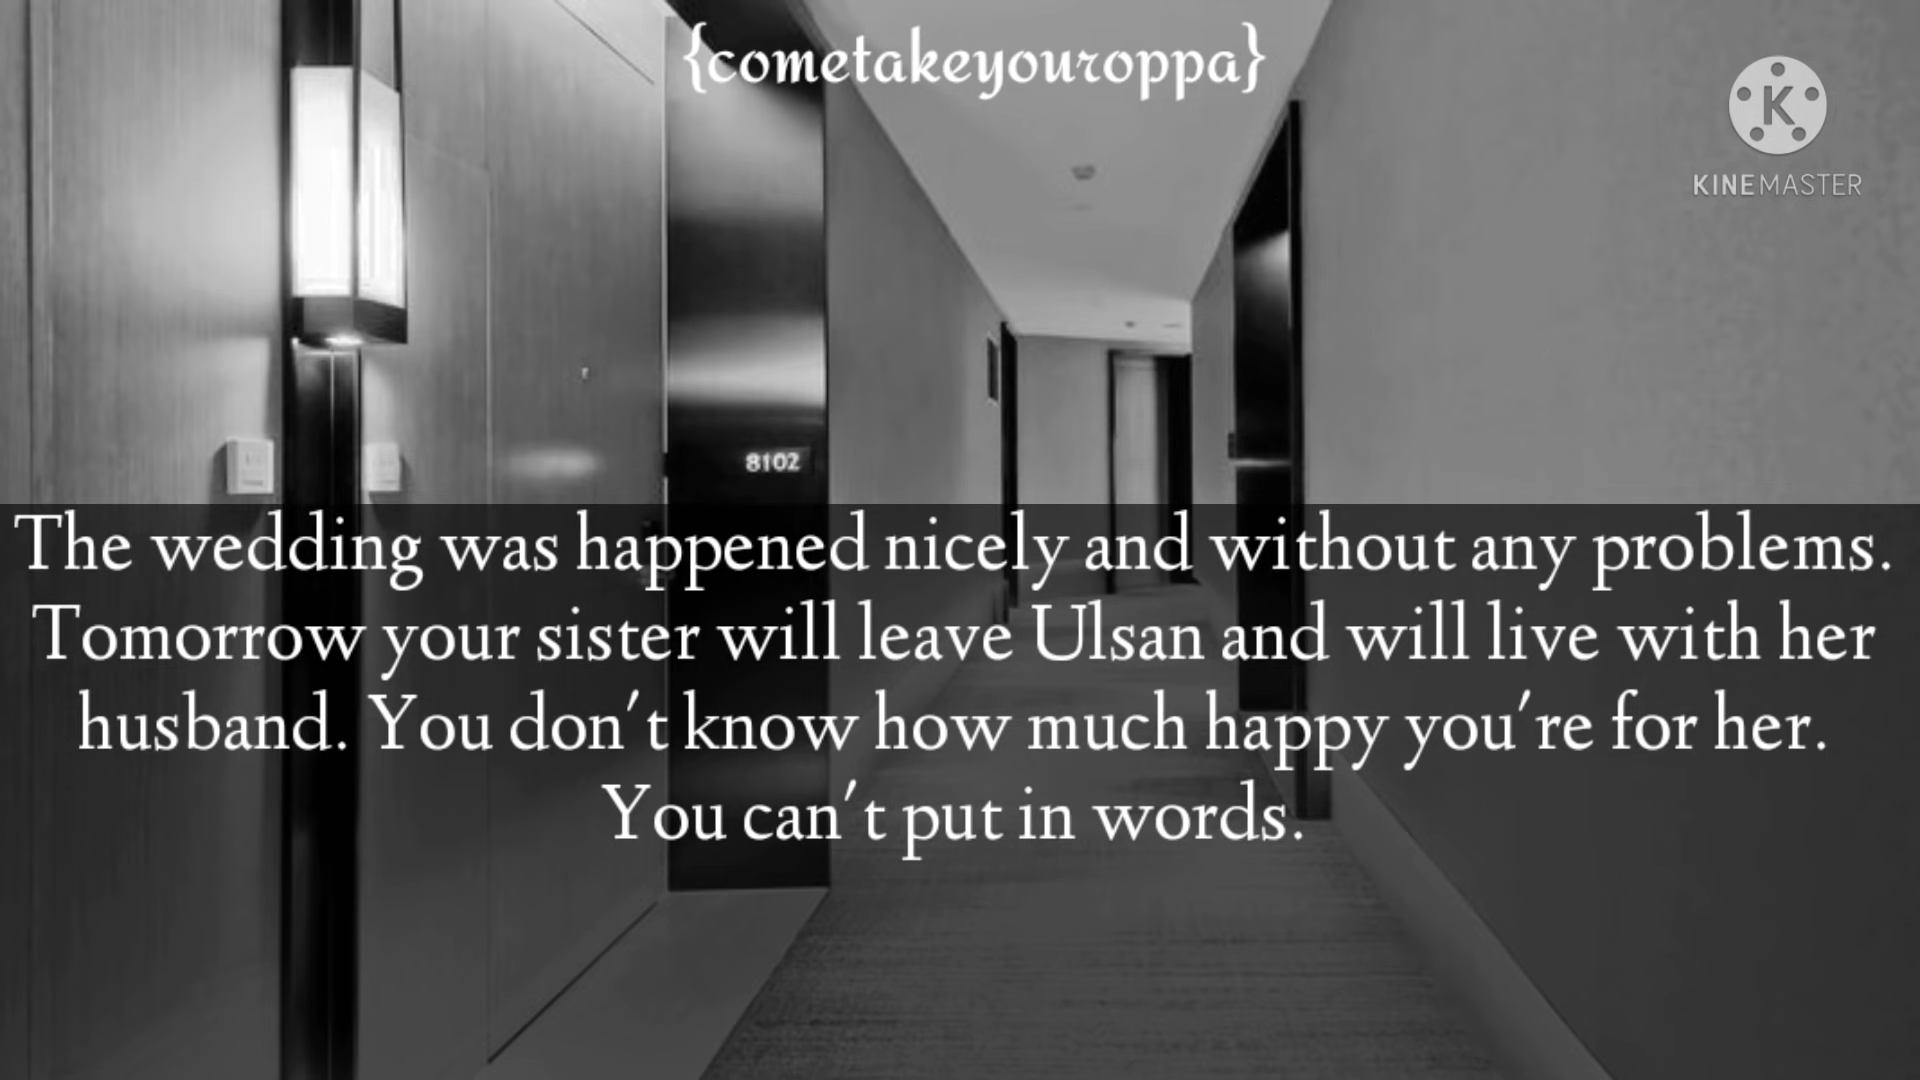 {cometakeyouroppa}
K
KINEMASTER
8102
The wedding was happened nicely and without any problems.
Tomorrow your sister will leave Ulsan and will live with her
husband. You don't know how much happy you're for her.
You can't put in words.